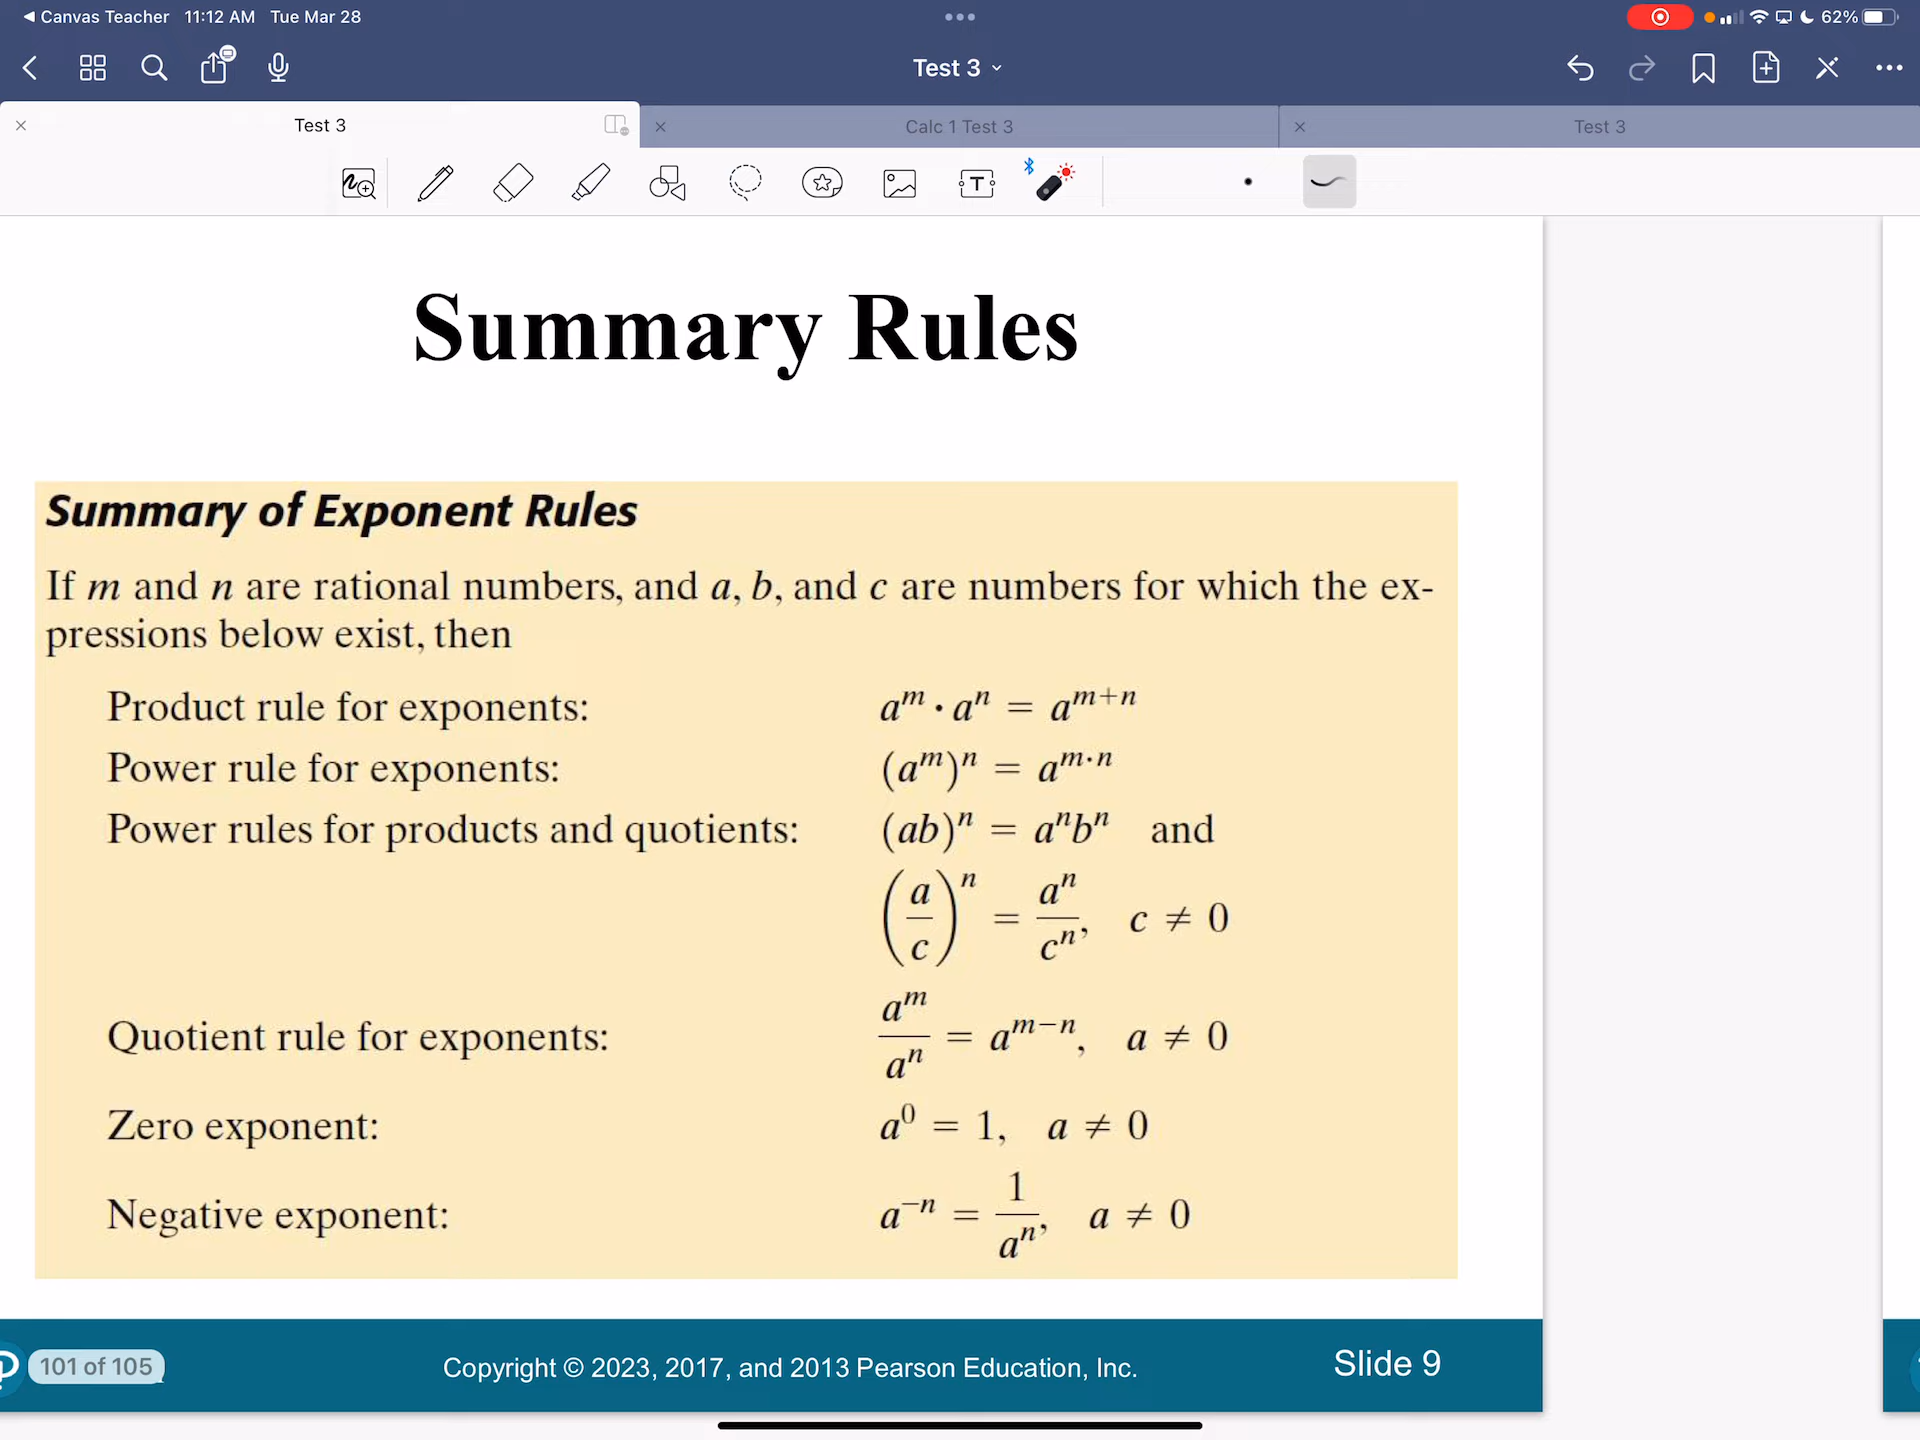 Canvas Teacher 11:12 AM Tue Mar 28
62%
Test 3
Test 3
Calc 1 Test 3
Test 3
T
Summary Rules
Summary of Exponent Rules
If m and n are rational numbers, and a, b, and c are numbers for which the ex-
pressions below exist, then
Product rule for exponents: a^m · a^n = a^{m+n}
Power rule for exponents: (a^m)^n = a^{m·n}
Power rules for products and quotients: (ab)^n = a^n b^n and
(a/c)^n = a^n/c^n, c ≠ 0
Quotient rule for exponents: a^m/a^n = a^{m−n}, a ≠ 0
Zero exponent: a^0 = 1, a ≠ 0
Negative exponent: a^{−n} = 1/a^n, a ≠ 0
101 of 105
Copyright © 2023, 2017, and 2013 Pearson Education, Inc.
Slide 9